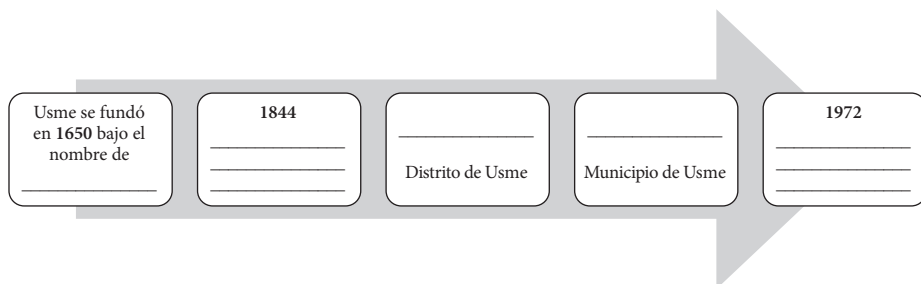 Usme se fundó
en 1650 bajo el
nombre de
1844
Distrito de Usme
Municipio de Usme
1972